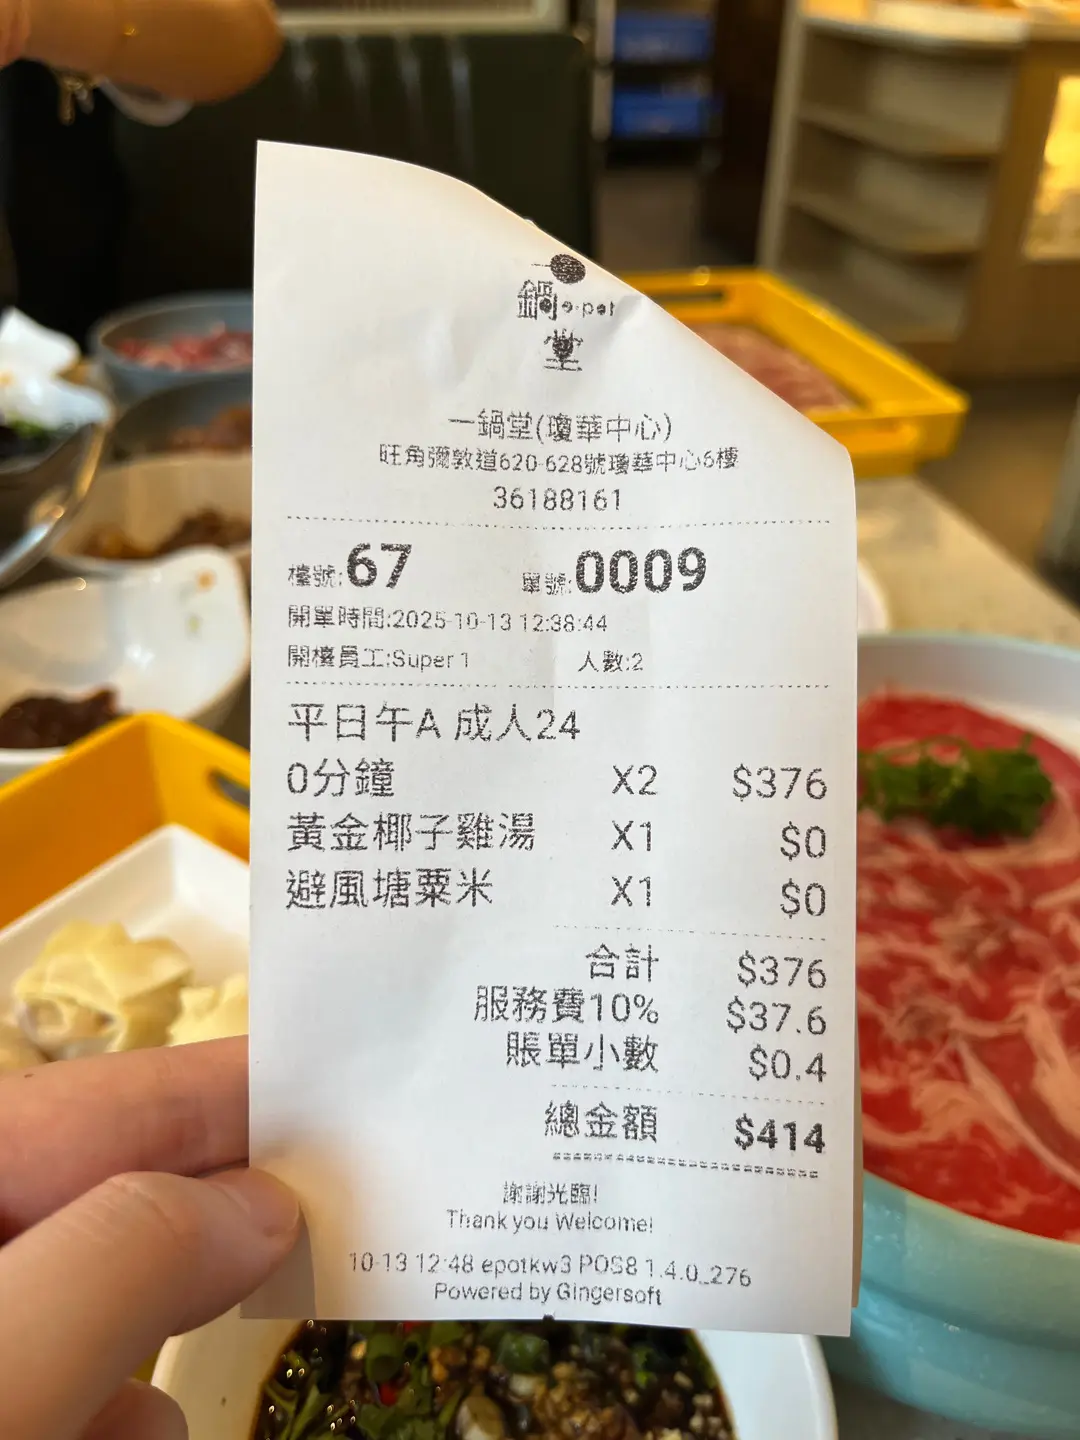 鍋 e·pot
堂
一鍋堂(瓊華中心)
旺角彌敦道620-628號瓊華中心6樓
36188161
檯號:67 單號:0009
開單時間:2025-10-13 12:38:44
開檯員工:Super 1 人數:2
平日午A 成人24
0分鐘 X2 $376
黃金椰子雞湯 X1 $0
避風塘粟米 X1 $0
合計 $376
服務費10% $37.6
賬單小數 $0.4
總金額 $414
謝謝光臨!
Thank you Welcome!
10-13 12:48 epotkw3 POS8 1.4.0_276
Powered by Gingersoft